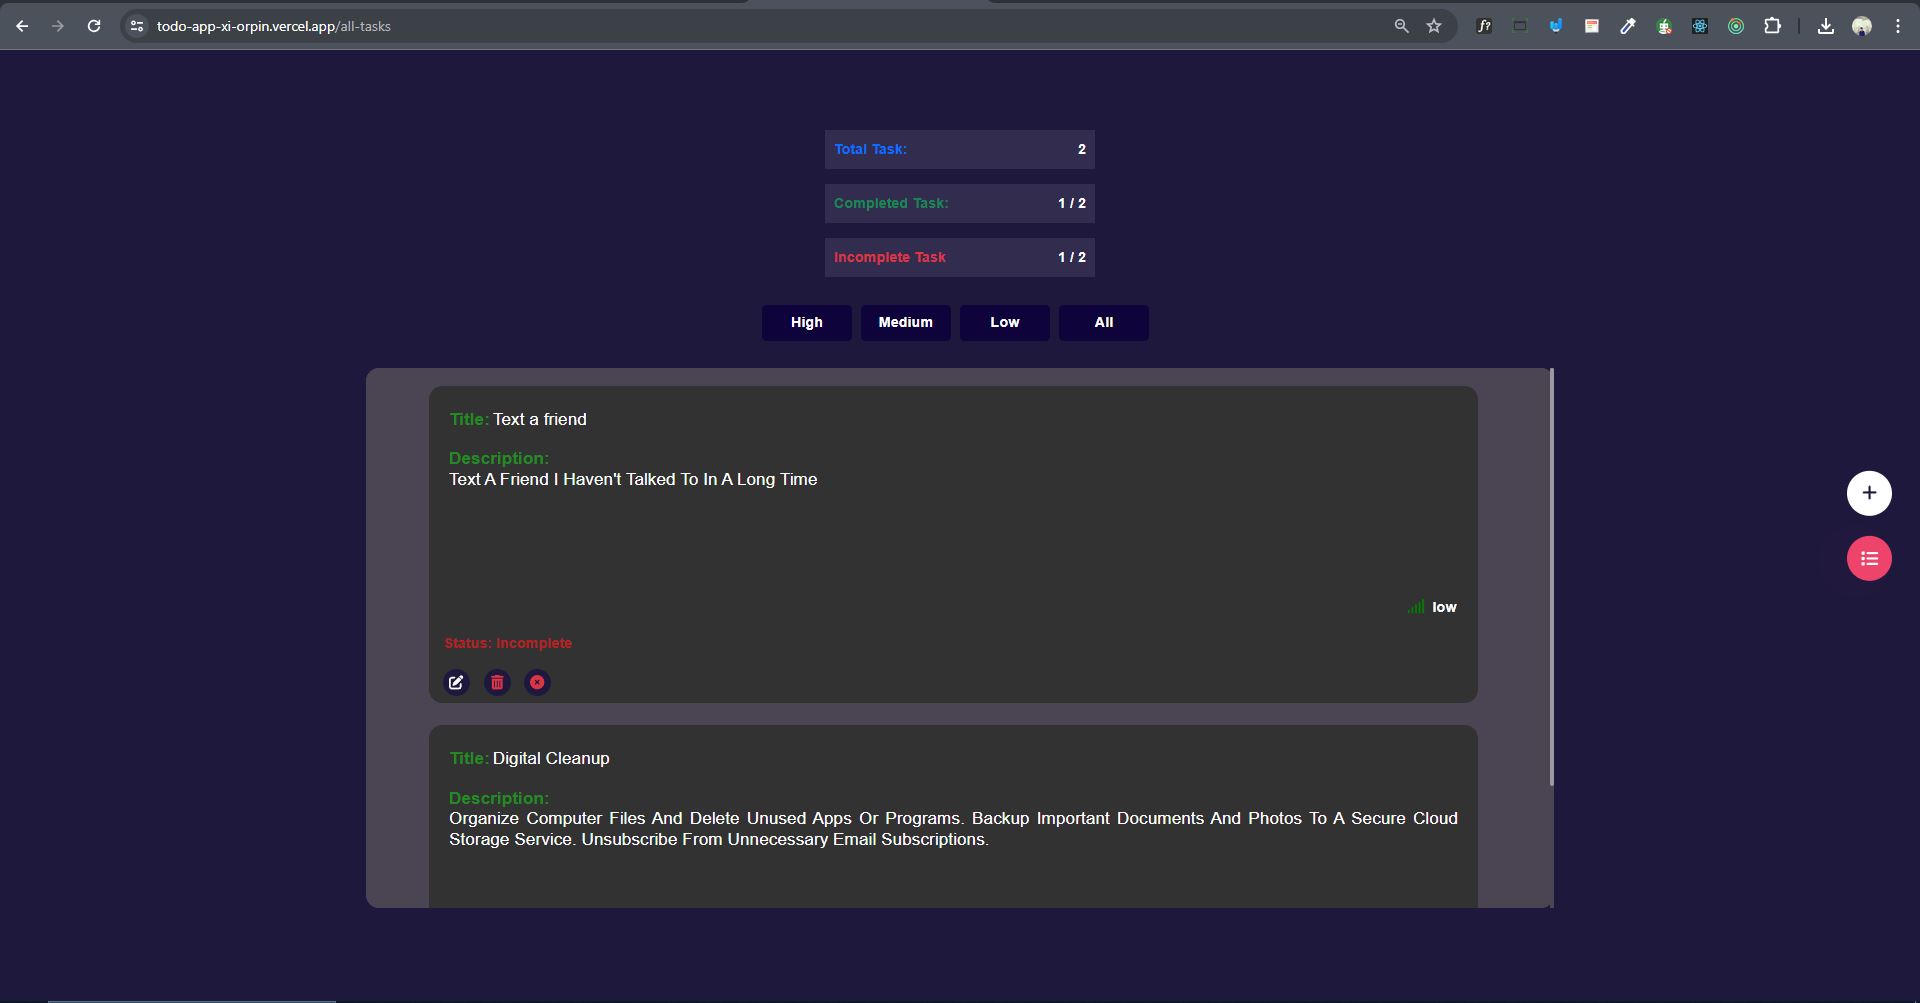 todo-app-xi-orpin.vercel.app/all-tasks
f?
Total Task: 2
Completed Task: 1 / 2
Incomplete Task 1 / 2
High Medium Low All
Title: Text a friend
Description:
Text A Friend I Haven't Talked To In A Long Time
low
Status: Incomplete
Title: Digital Cleanup
Description:
Organize Computer Files And Delete Unused Apps Or Programs. Backup Important Documents And Photos To A Secure Cloud
Storage Service. Unsubscribe From Unnecessary Email Subscriptions.